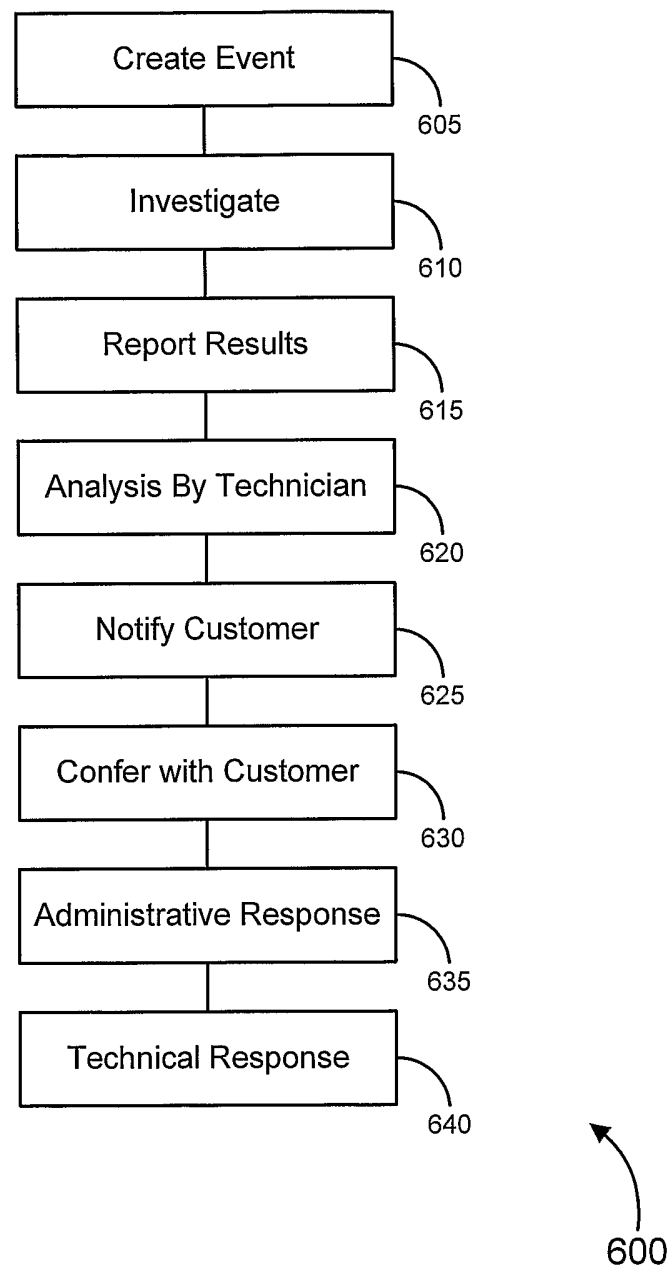 Create Event
605
Investigate
610
Report Results
615
Analysis By Technician
620
Notify Customer
625
Confer with Customer
630
Administrative Response
635
Technical Response
640
600